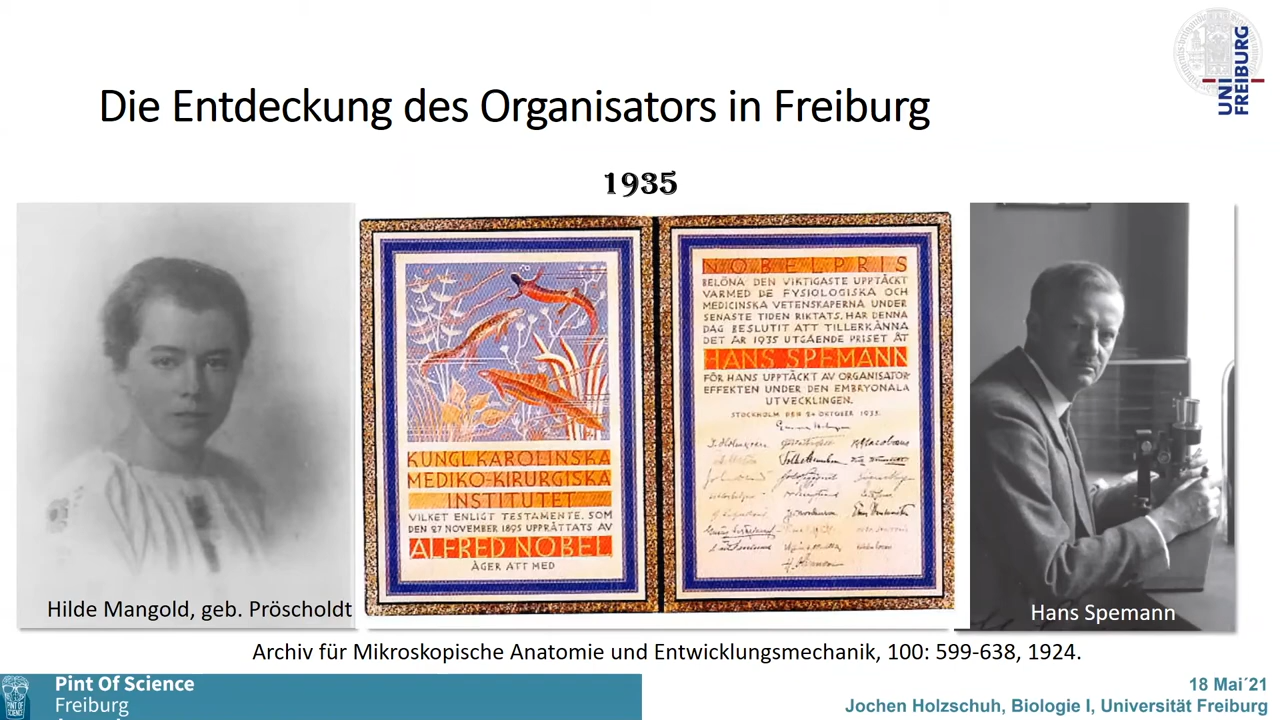 UNI
FREIBURG
Die Entdeckung des Organisators in Freiburg
1935
KUNGL. KAROLINSKA
MEDIKO-KIRURGISKA
INSTITUTET
VILKET ENLIGT TESTAMENTE, SOM
DEN 27 NOVEMBER 1895 UPPRÄTTATS AV
ALFRED NOBEL
ÄGER ATT MED
NOBELPRIS
BELÖNA DEN VIKTIGASTE UPPTÄCKT
VARMED DE FYSIOLOGISKA OCH
MEDICINSKA VETENSKAPERNA UNDER
SENASTE TIDEN RIKTATS, HAR DENNA
DAG BESLUTIT ATT TILLERKÄNNA
DET ÅR 1935 UTGÅENDE PRISET ÅT
HANS SPEMANN
FÖR HANS UPPTÄCKT AV ORGANISATOR-
EFFEKTEN UNDER DEN EMBRYONALA
UTVECKLINGEN.
STOCKHOLM DEN 24 OKTOBER 1935.
Hilde Mangold, geb. Pröscholdt
Hans Spemann
Archiv für Mikroskopische Anatomie und Entwicklungsmechanik, 100: 599-638, 1924.
PINT OF
SCIENCE
Pint Of Science
Freiburg
18 Mai´21
Jochen Holzschuh, Biologie I, Universität Freiburg